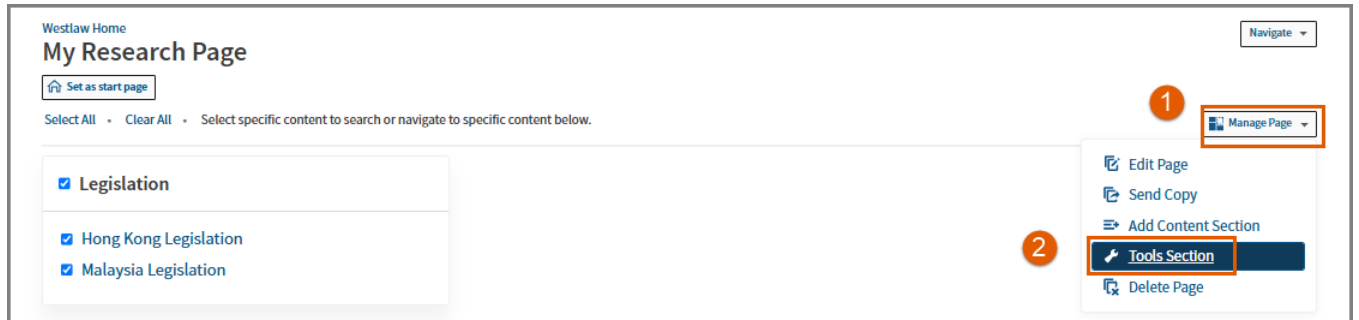 Westlaw Home
My Research Page
Navigate
Set as start page
Select All • Clear All • Select specific content to search or navigate to specific content below.
1
Manage Page
Legislation
Hong Kong Legislation
Malaysia Legislation
Edit Page
Send Copy
Add Content Section
2
Tools Section
Delete Page